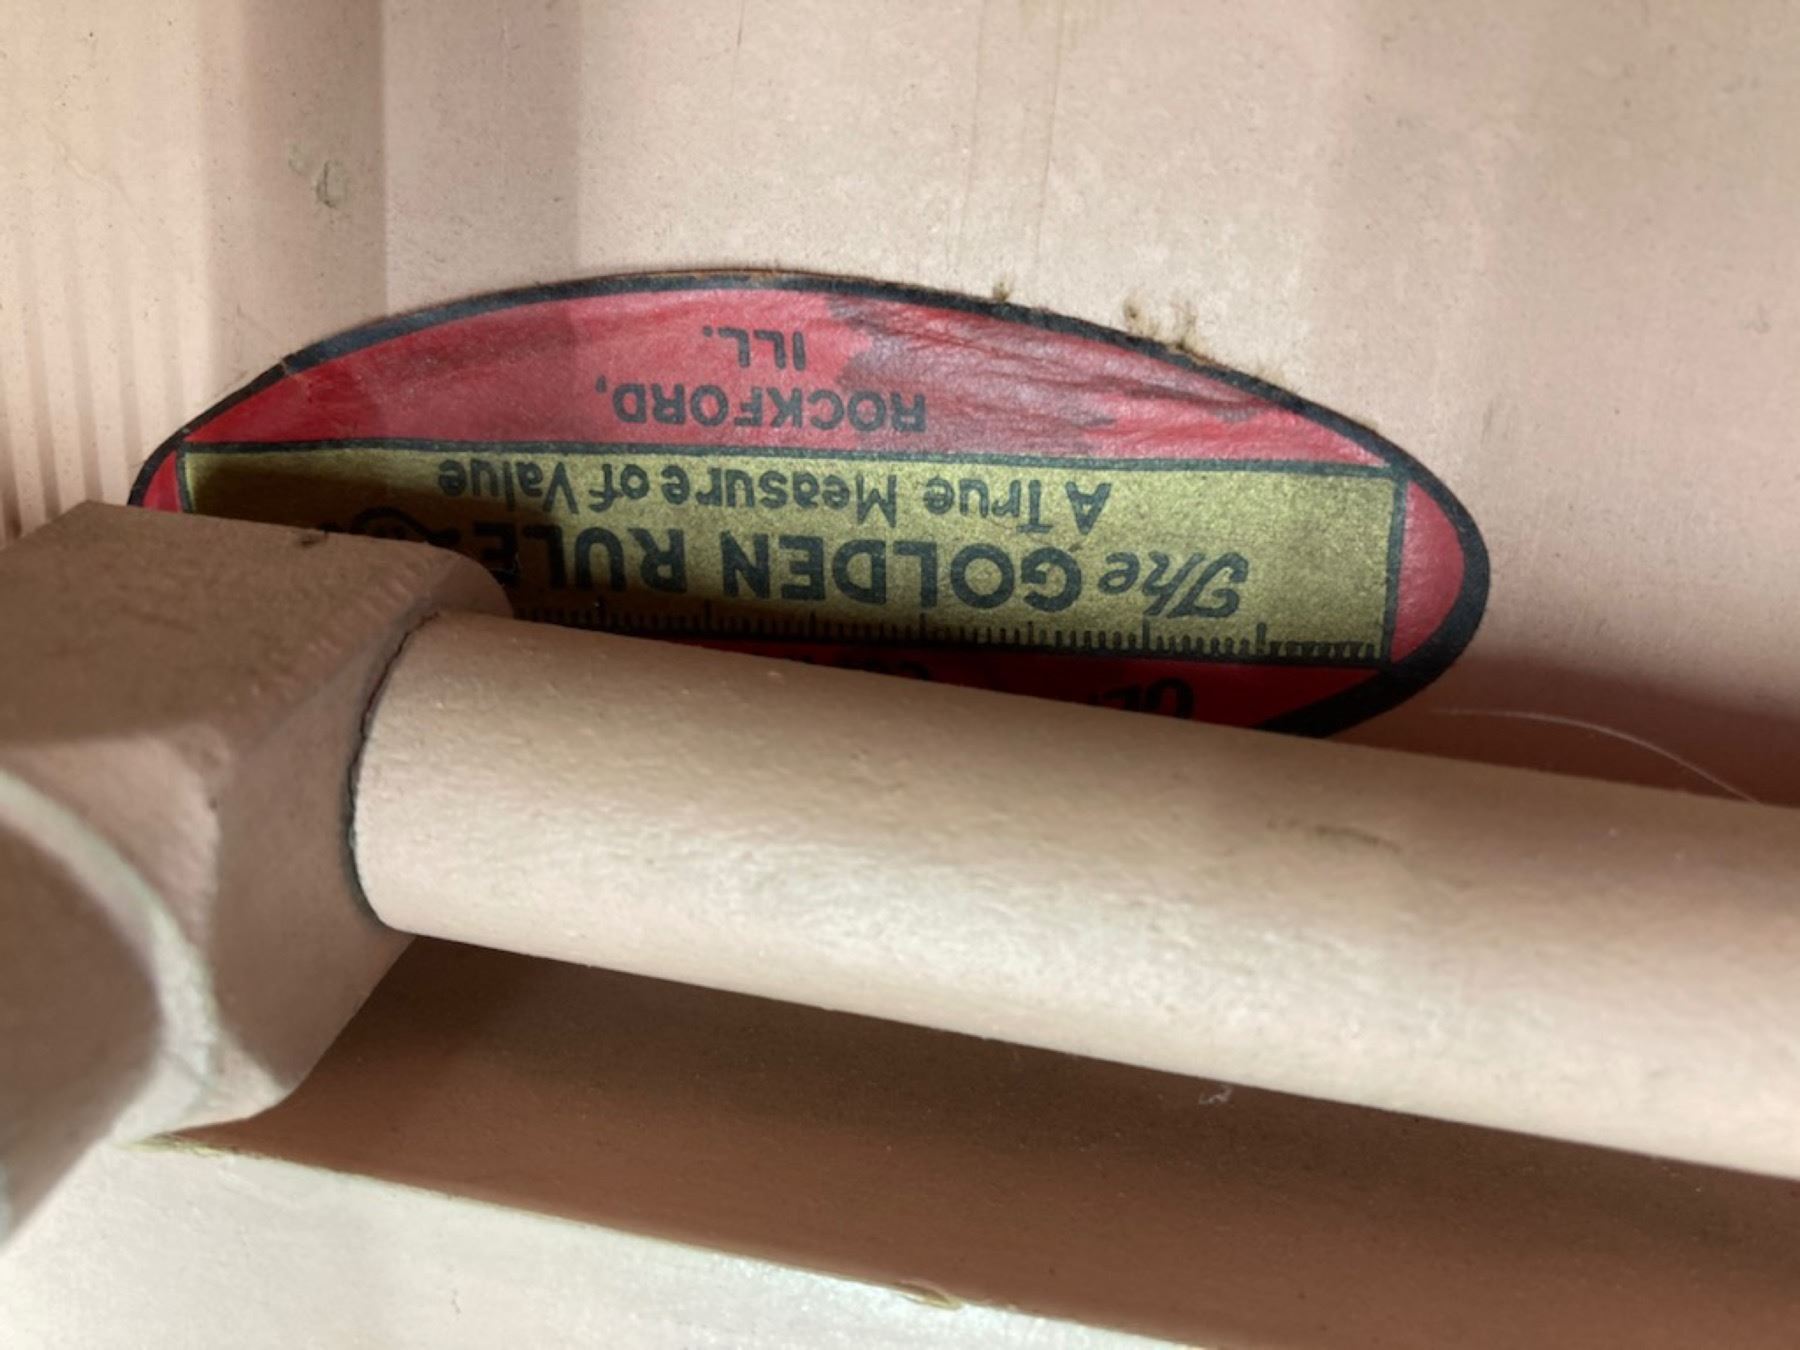 The GOLDEN RULE
A True Measure of Value
ROCKFORD,
ILL.